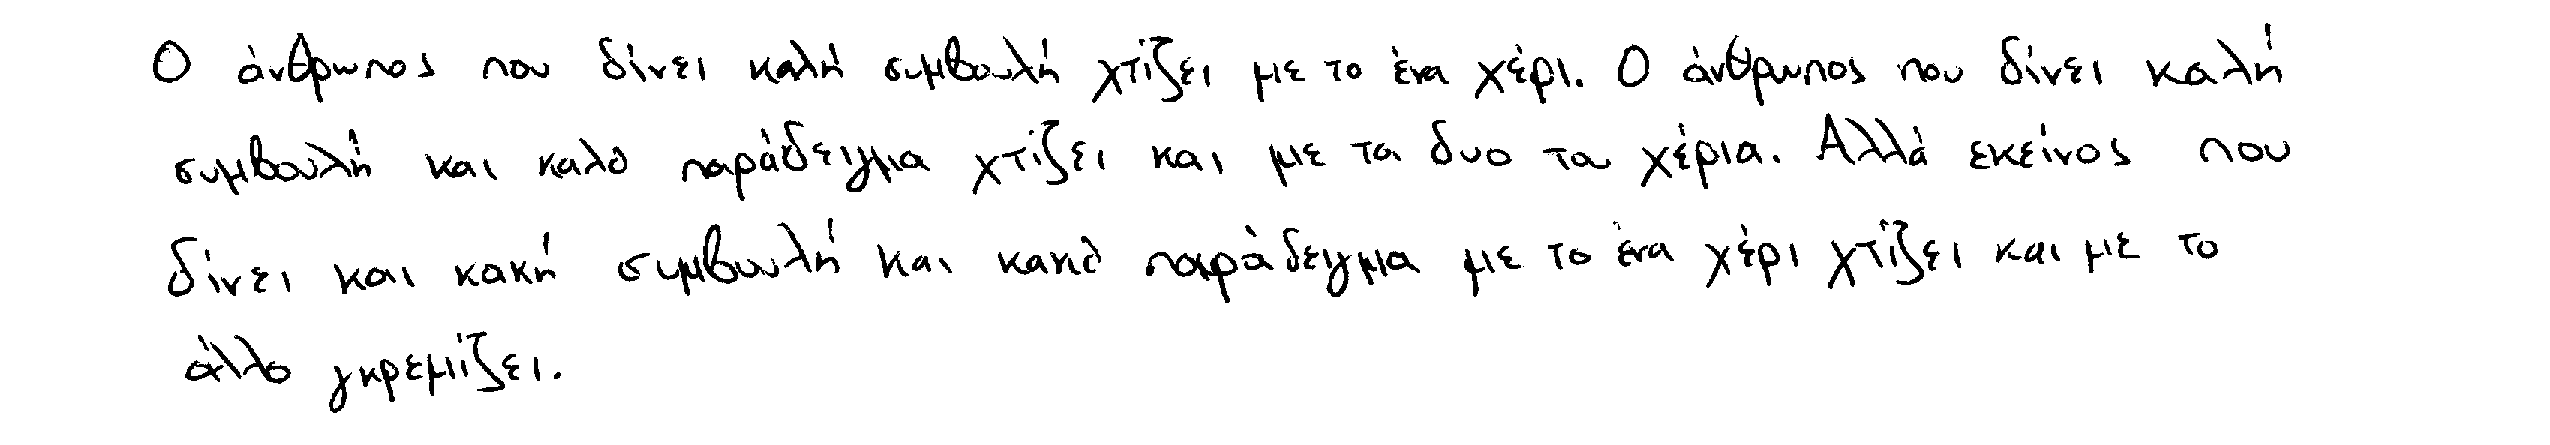 Ο άνθρωπος που δίνει καλή συμβουλή χτίζει με το ένα χέρι. Ο άνθρωπος που δίνει καλή
συμβουλή και καλό παράδειγμα χτίζει και με τα δυο τα χέρια. Αλλά εκείνος που
δίνει και κακή συμβουλή και κακό παράδειγμα με το ένα χέρι χτίζει και με το
άλλο γκρεμίζει.